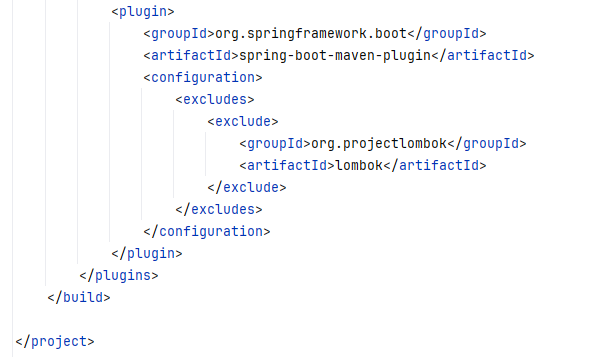 <plugin>
<groupId>org.springframework.boot</groupId>
<artifactId>spring-boot-maven-plugin</artifactId>
<configuration>
<excludes>
<exclude>
<groupId>org.projectlombok</groupId>
<artifactId>lombok</artifactId>
</exclude>
</excludes>
</configuration>
</plugin>
</plugins>
</build>
</project>